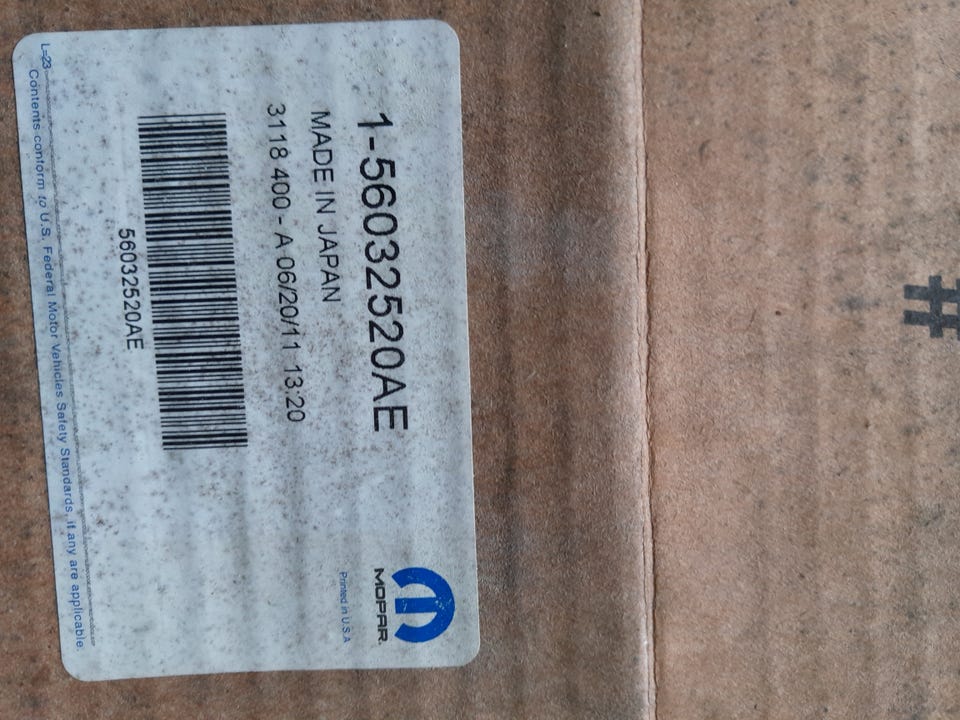 1-56032520AE
MADE IN JAPAN
3118 400 - A 06/20/11 13:20
56032520AE
MOPAR.
Printed in U.S.A
L-23
Contents conform to U.S. Federal Motor Vehicles Safety Standards, if any are applicable.
#